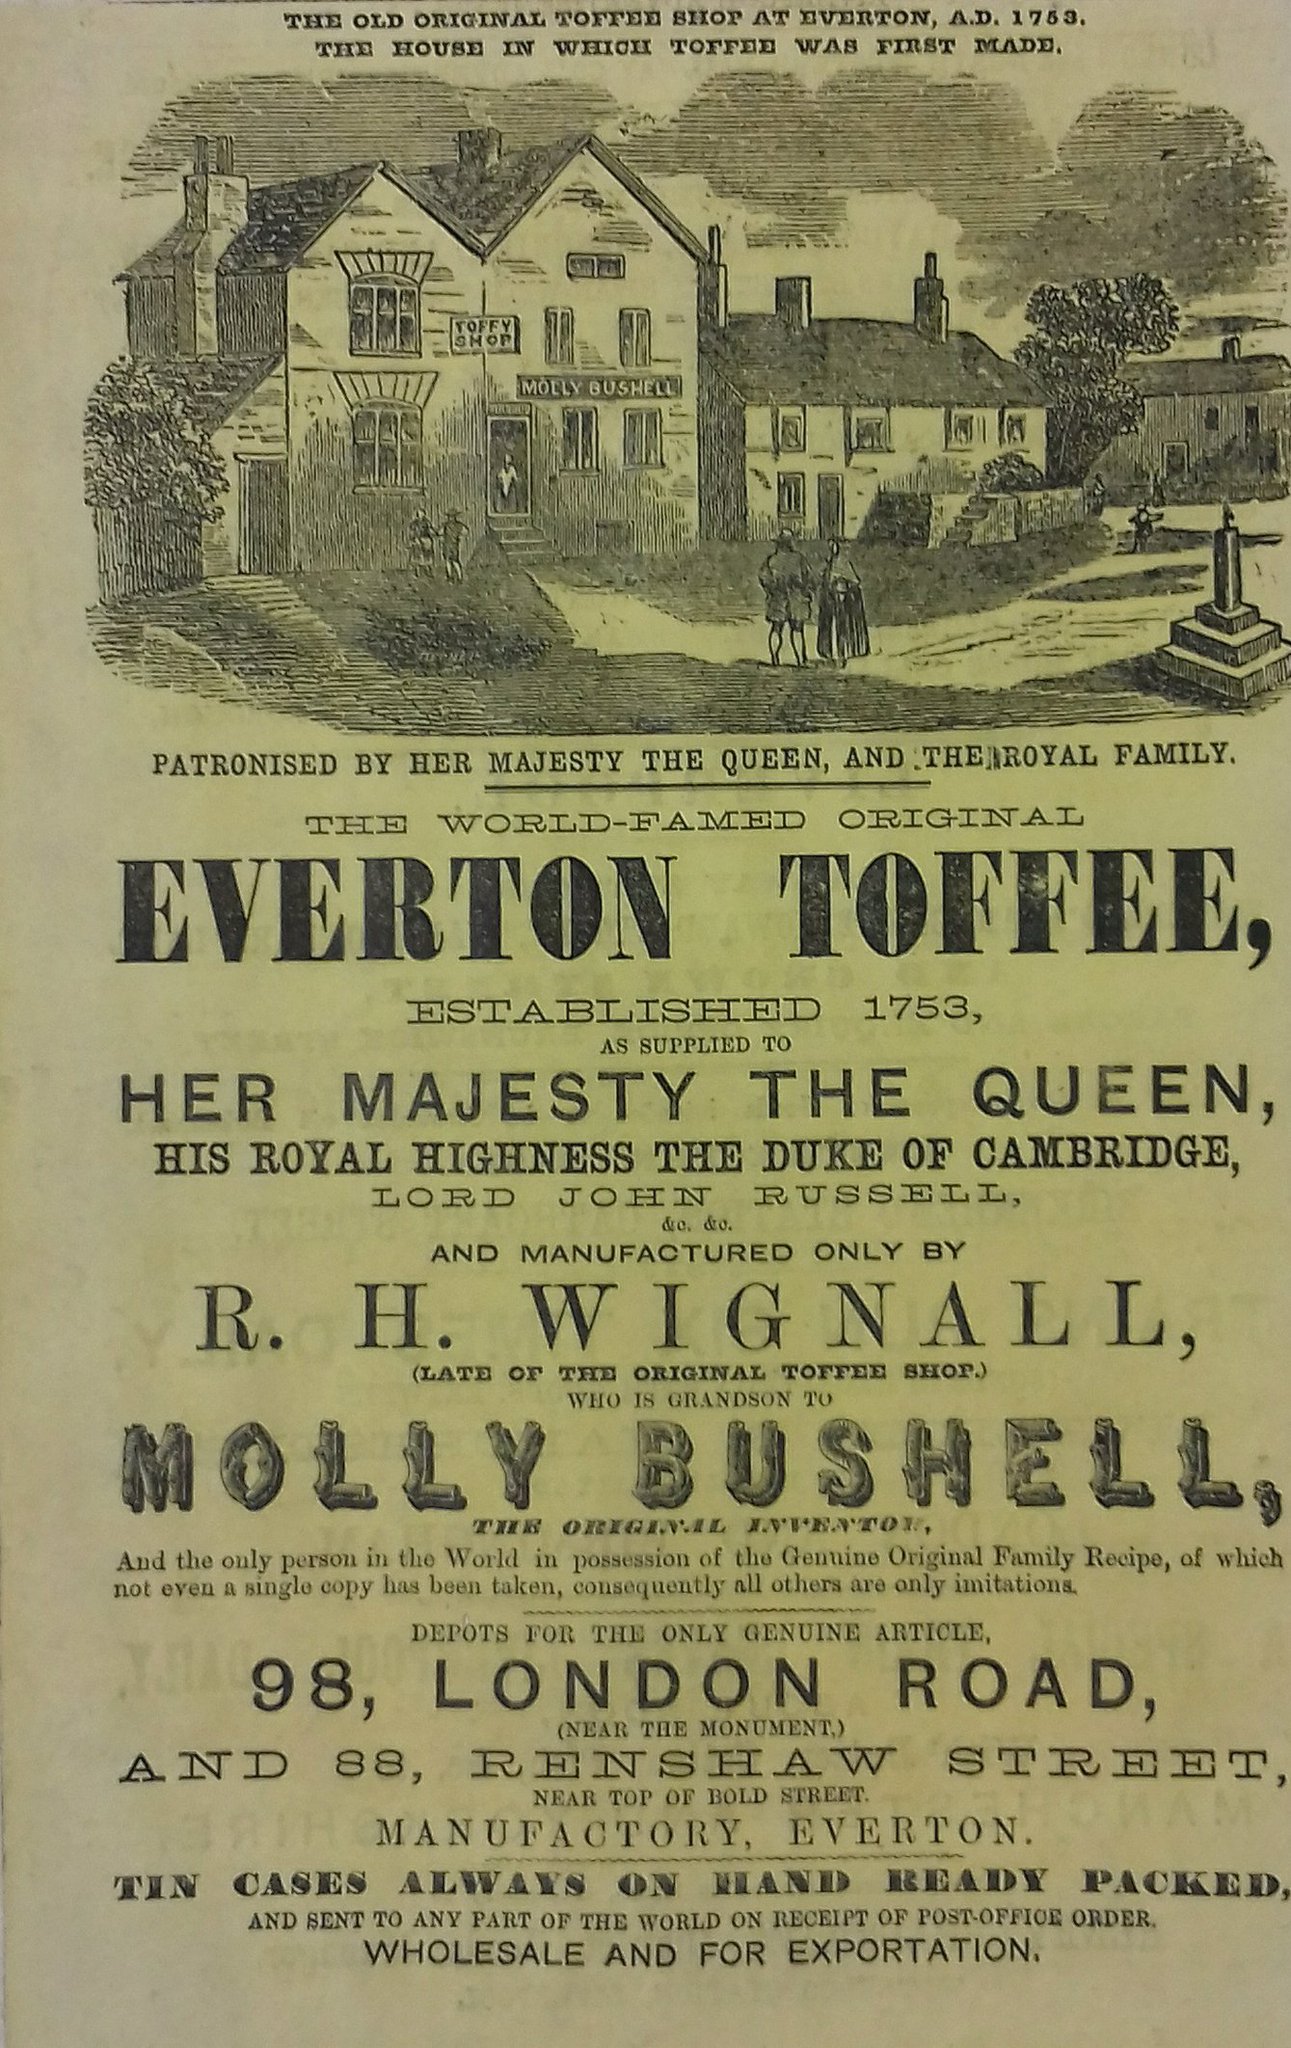 THE OLD ORIGINAL TOFFEE SHOP AT EVERTON, A.D. 1753.
THE HOUSE IN WHICH TOFFEE WAS FIRST MADE.
TOFFY
SHOP
MOLLY BUSHELL
PATRONISED BY HER MAJESTY THE QUEEN, AND THE ROYAL FAMILY.
THE WORLD-FAMED ORIGINAL
EVERTON TOFFEE,
ESTABLISHED 1753,
AS SUPPLIED TO
HER MAJESTY THE QUEEN,
HIS ROYAL HIGHNESS THE DUKE OF CAMBRIDGE,
LORD JOHN RUSSELL,
&c. &c.
AND MANUFACTURED ONLY BY
R. H. WIGNALL,
(LATE OF THE ORIGINAL TOFFEE SHOP.)
WHO IS GRANDSON TO
MOLLY BUSHELL,
THE ORIGINAL INVENTOR,
And the only person in the World in possession of the Genuine Original Family Recipe, of which
not even a single copy has been taken, consequently all others are only imitations.
DEPOTS FOR THE ONLY GENUINE ARTICLE,
98, LONDON ROAD,
(NEAR THE MONUMENT,)
AND 88, RENSHAW STREET,
NEAR TOP OF BOLD STREET.
MANUFACTORY, EVERTON.
TIN CASES ALWAYS ON HAND READY PACKED,
AND SENT TO ANY PART OF THE WORLD ON RECEIPT OF POST-OFFICE ORDER.
WHOLESALE AND FOR EXPORTATION.